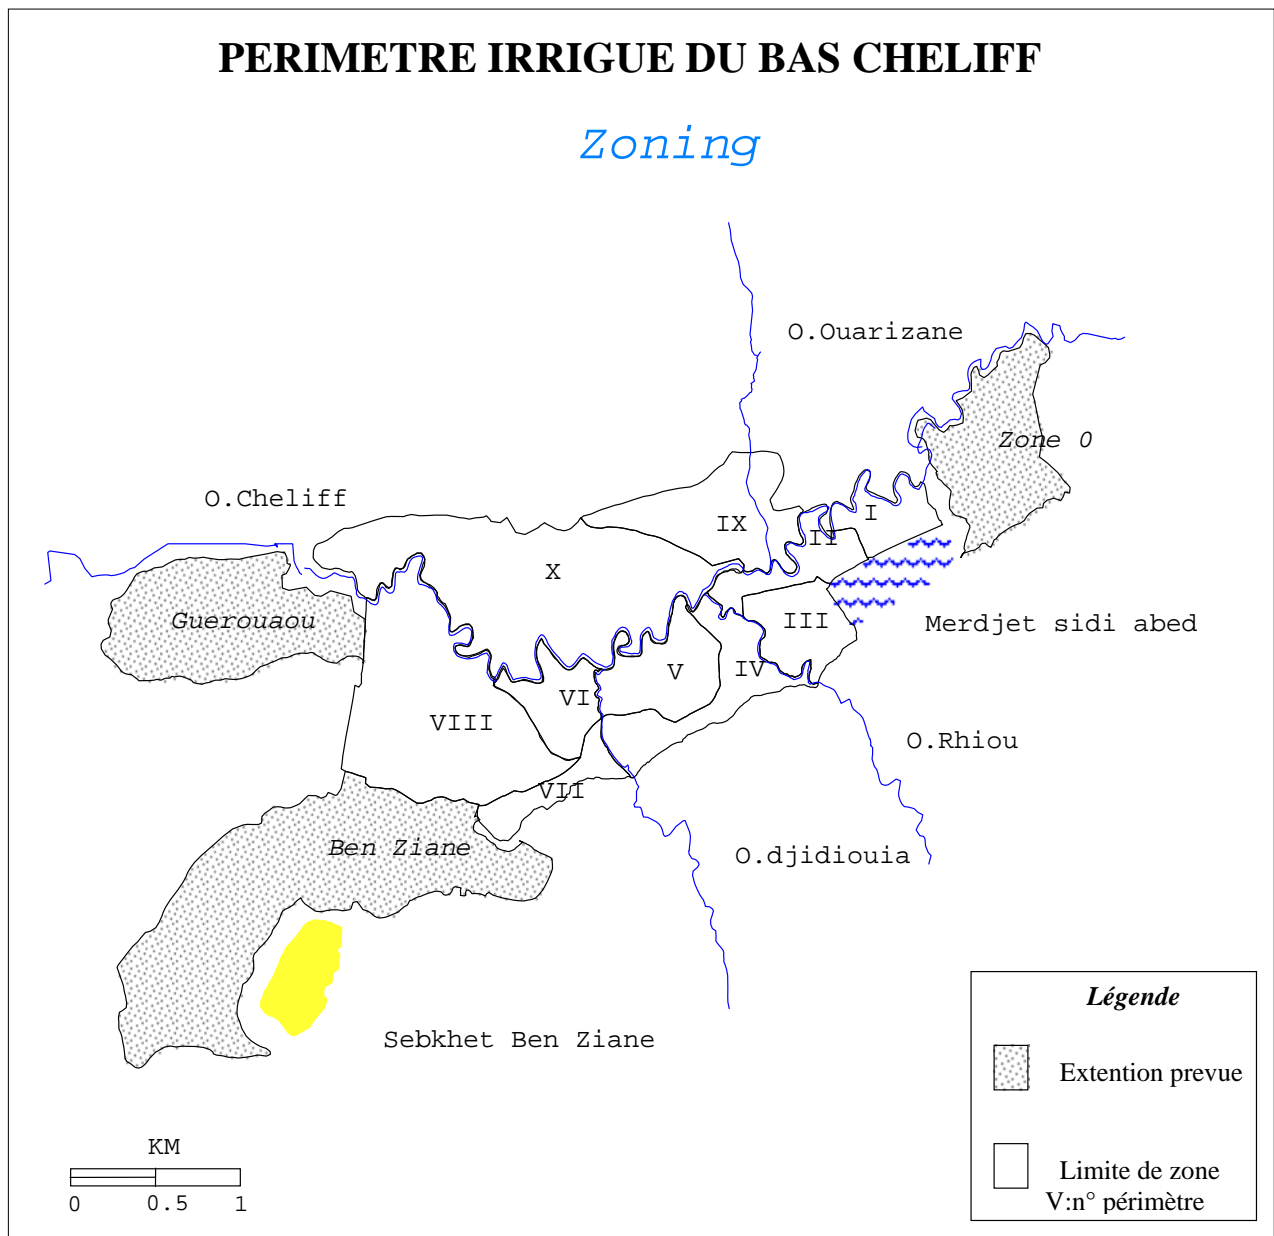 PERIMETRE IRRIGUE DU BAS CHELIFF
Zoning
O.Ouarizane
Zone 0
O.Cheliff
I
IX
II
X
Guerouaou
III
Merdjet sidi abed
V
IV
VI
VIII
O.Rhiou
VII
Ben Ziane
O.djidiouia
Sebkhet Ben Ziane
Légende
Extention prevue
Limite de zone
V:n° périmètre
KM
0 0.5 1